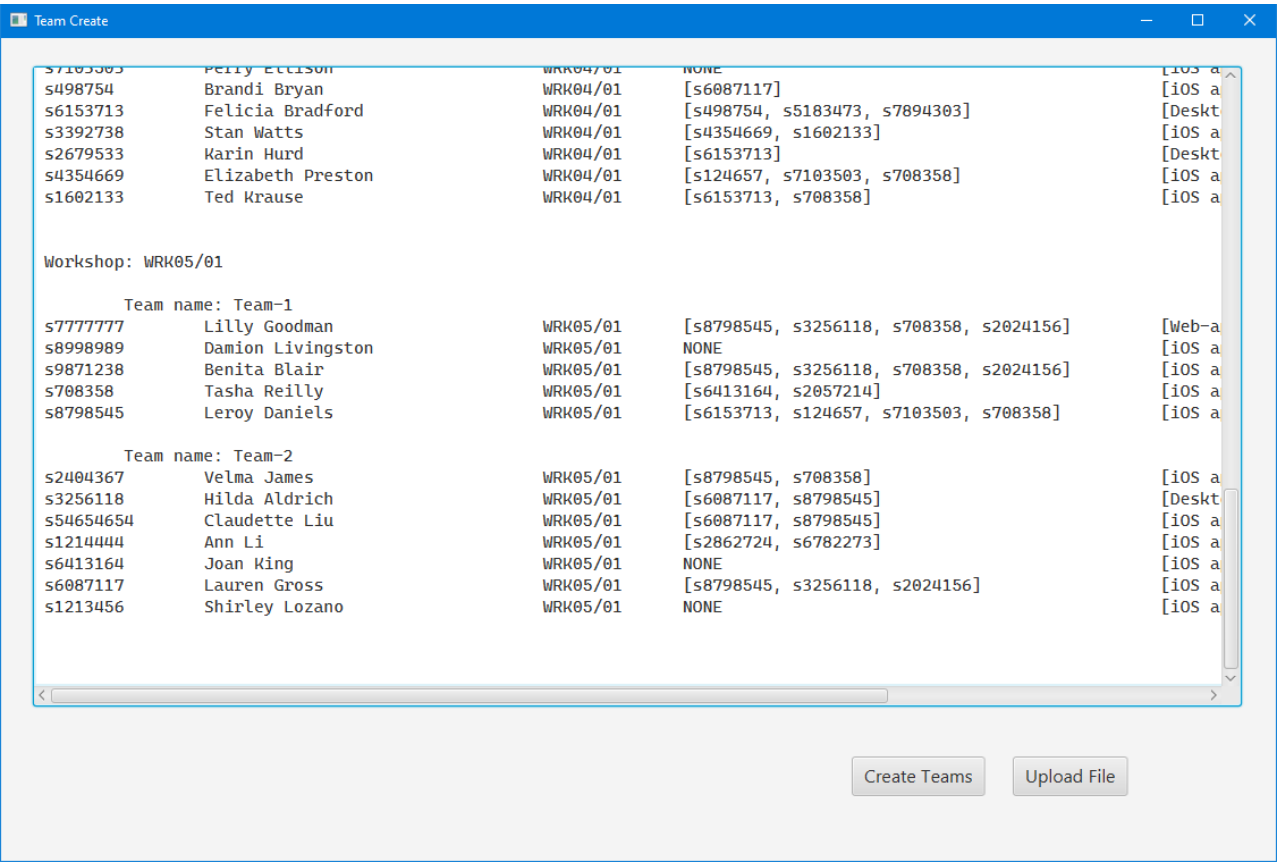 Team Create
s7103503 Perry Ellison WRK04/01 NONE [iOS a
s498754 Brandi Bryan WRK04/01 [s6087117] [iOS a
s6153713 Felicia Bradford WRK04/01 [s498754, s5183473, s7894303] [Deskt
s3392738 Stan Watts WRK04/01 [s4354669, s1602133] [iOS a
s2679533 Karin Hurd WRK04/01 [s6153713] [Deskt
s4354669 Elizabeth Preston WRK04/01 [s124657, s7103503, s708358] [iOS a
s1602133 Ted Krause WRK04/01 [s6153713, s708358] [iOS a
Workshop: WRK05/01
Team name: Team-1
s7777777 Lilly Goodman WRK05/01 [s8798545, s3256118, s708358, s2024156] [Web-a
s8998989 Damion Livingston WRK05/01 NONE [iOS a
s9871238 Benita Blair WRK05/01 [s8798545, s3256118, s708358, s2024156] [iOS a
s708358 Tasha Reilly WRK05/01 [s6413164, s2057214] [iOS a
s8798545 Leroy Daniels WRK05/01 [s6153713, s124657, s7103503, s708358] [iOS a
Team name: Team-2
s2404367 Velma James WRK05/01 [s8798545, s708358] [iOS a
s3256118 Hilda Aldrich WRK05/01 [s6087117, s8798545] [Deskt
s54654654 Claudette Liu WRK05/01 [s6087117, s8798545] [iOS a
s1214444 Ann Li WRK05/01 [s2862724, s6782273] [iOS a
s6413164 Joan King WRK05/01 NONE [iOS a
s6087117 Lauren Gross WRK05/01 [s8798545, s3256118, s2024156] [iOS a
s1213456 Shirley Lozano WRK05/01 NONE [iOS a
Create Teams Upload File